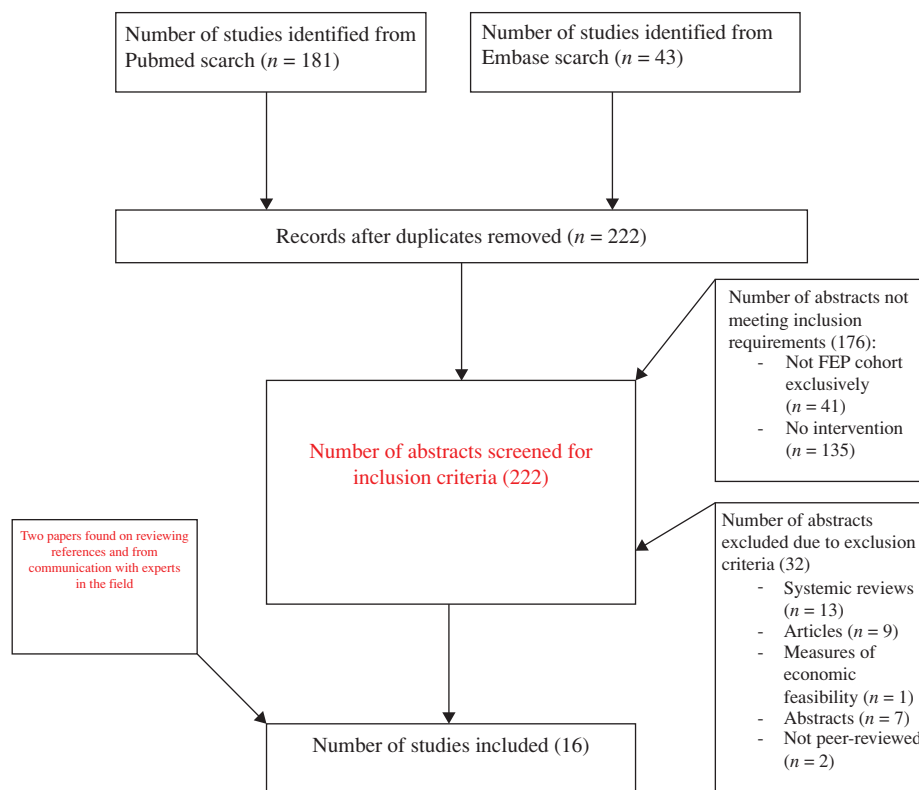 Number of studies identified from
Pubmed scarch (n = 181)
Number of studies identified from
Embase scarch (n = 43)
Records after duplicates removed (n = 222)
Number of abstracts not
meeting inclusion
requirements (176):
- Not FEP cohort
exclusively
(n = 41)
- No intervention
(n = 135)
Number of abstracts screened for
inclusion criteria (222)
Number of abstracts
excluded due to exclusion
criteria (32)
- Systemic reviews
(n = 13)
- Articles (n = 9)
- Measures of
economic
feasibility (n = 1)
- Abstracts (n = 7)
- Not peer-reviewed
(n = 2)
Two papers found on reviewing
references and from
communication with experts
in the field
Number of studies included (16)